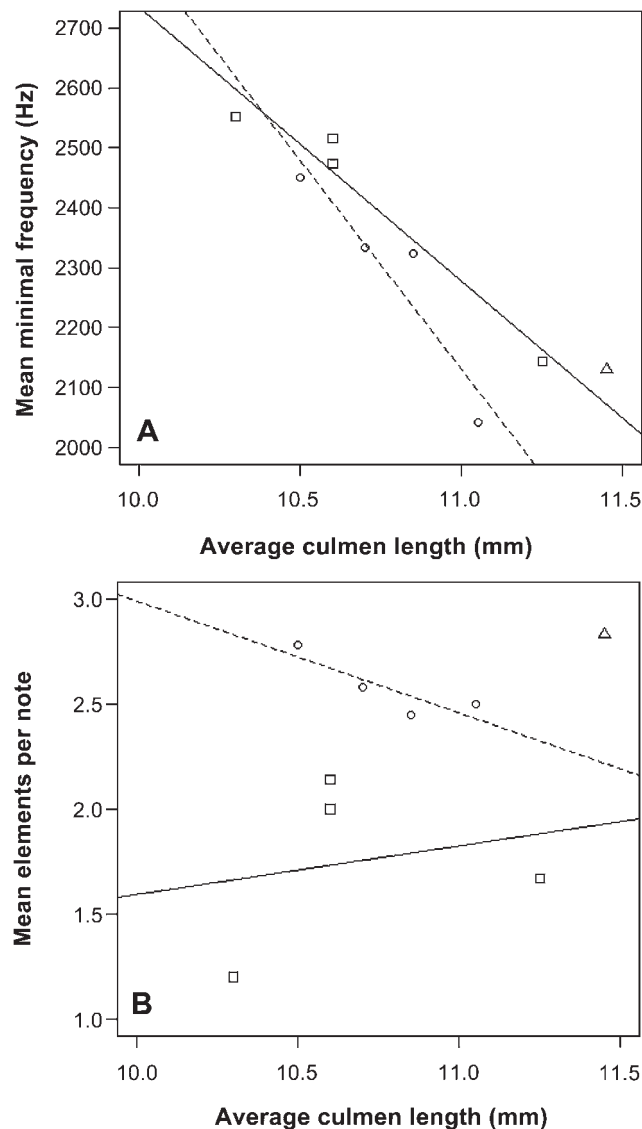 2700
2600
2500
2400
2300
2200
2100
2000
Mean minimal frequency (Hz)
A
10.0 10.5 11.0 11.5
Average culmen length (mm)
3.0
2.5
2.0
1.5
1.0
Mean elements per note
B
10.0 10.5 11.0 11.5
Average culmen length (mm)